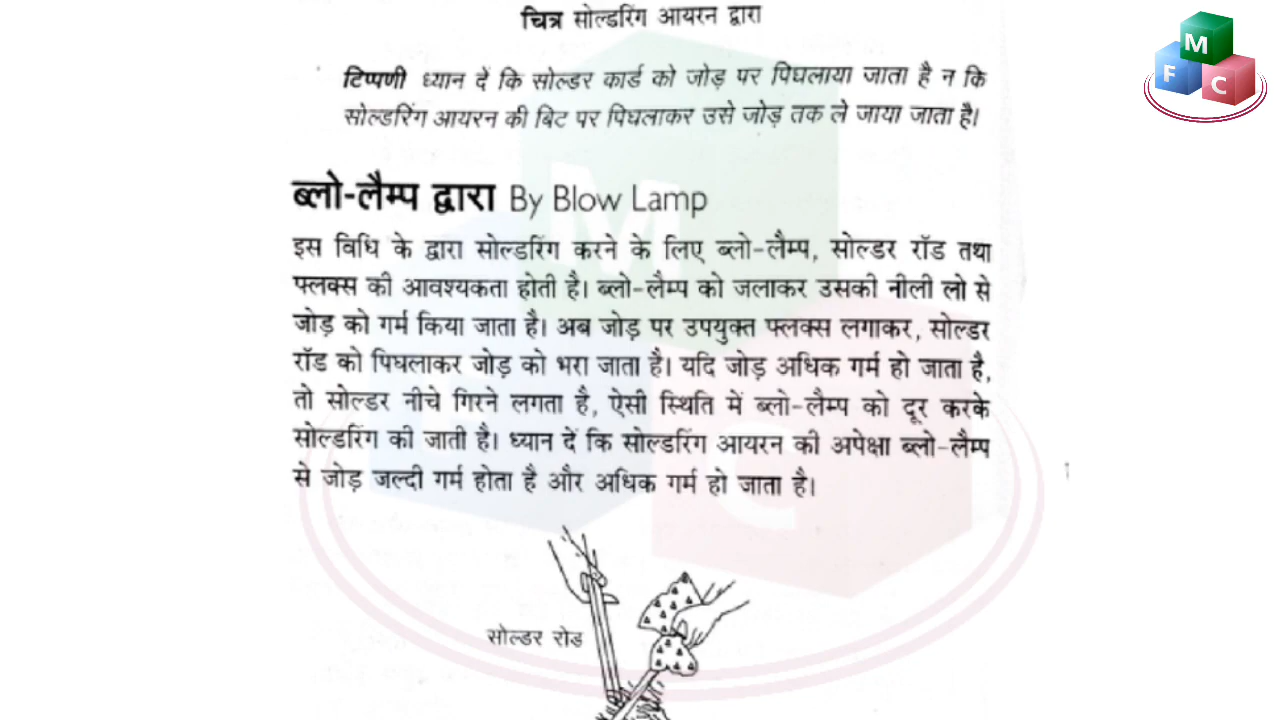 चित्र सोल्डरिंग आयरन द्वारा
टिप्पणी ध्यान दें कि सोल्डर कार्ड को जोड़ पर पिघलाया जाता है न कि
सोल्डरिंग आयरन की बिट पर पिघलाकर उसे जोड़ तक ले जाया जाता है।
ब्लो-लैम्प द्वारा By Blow Lamp
इस विधि के द्वारा सोल्डरिंग करने के लिए ब्लो-लैम्प, सोल्डर रॉड तथा
फ्लक्स की आवश्यकता होती है। ब्लो-लैम्प को जलाकर उसकी नीली लो से
जोड़ को गर्म किया जाता है। अब जोड़ पर उपयुक्त फ्लक्स लगाकर, सोल्डर
रॉड को पिघलाकर जोड़ को भरा जाता है। यदि जोड़ अधिक गर्म हो जाता है,
तो सोल्डर नीचे गिरने लगता है, ऐसी स्थिति में ब्लो-लैम्प को दूर करके
सोल्डरिंग की जाती है। ध्यान दें कि सोल्डरिंग आयरन की अपेक्षा ब्लो-लैम्प
से जोड़ जल्दी गर्म होता है और अधिक गर्म हो जाता है।
सोल्डर रोड
M
F
C
M
C